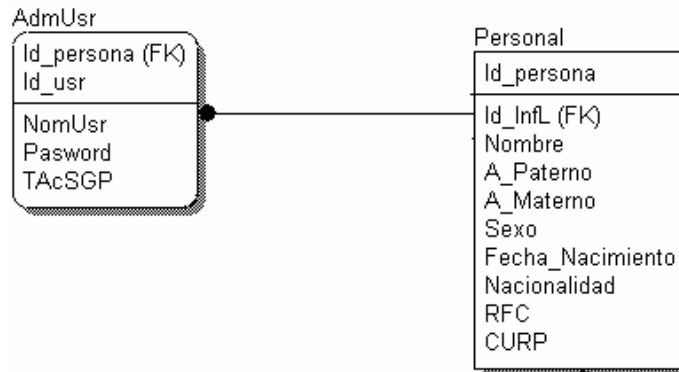 AdmUsr
Id_persona (FK)
Id_usr
NomUsr
Pasword
TAcSGP
Personal
Id_persona
Id_InfL (FK)
Nombre
A_Paterno
A_Materno
Sexo
Fecha_Nacimiento
Nacionalidad
RFC
CURP